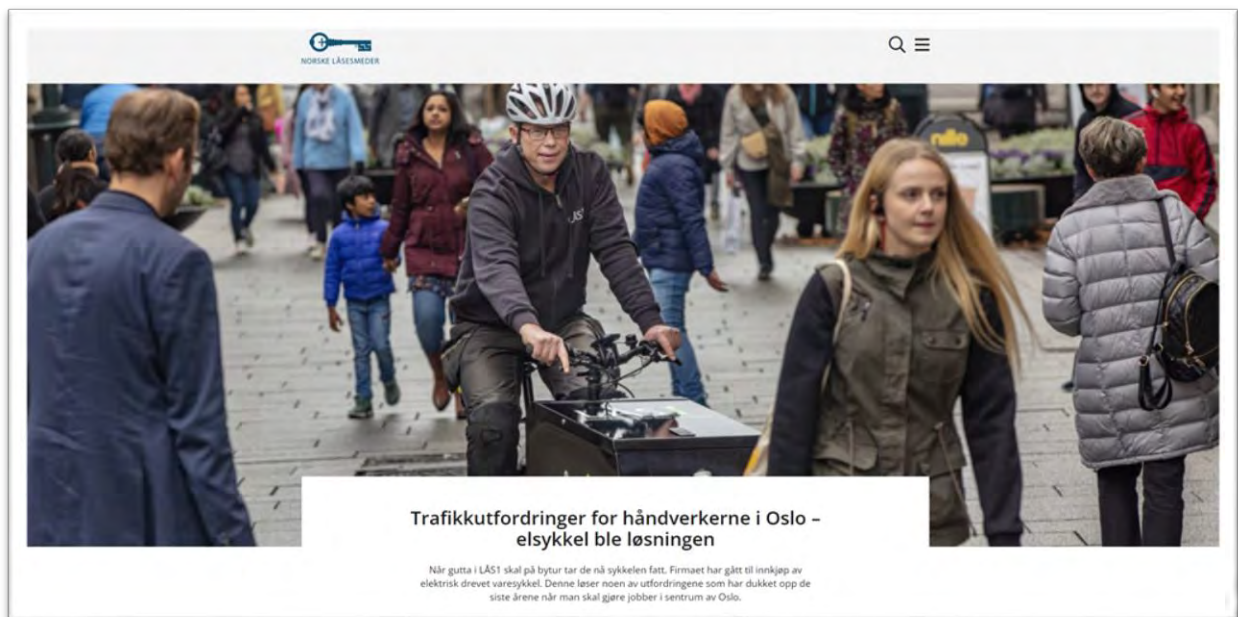 NORSKE LÅSESMEDER
nille
Trafikkutfordringer for håndverkerne i Oslo –
elsykkel ble løsningen
Når gutta i LÅS1 skal på bytur tar de nå sykkelen fatt. Firmaet har gått til innkjøp av
elektrisk drevet varesykkel. Denne løser noen av utfordringene som har dukket opp de
siste årene når man skal gjøre jobber i sentrum av Oslo.